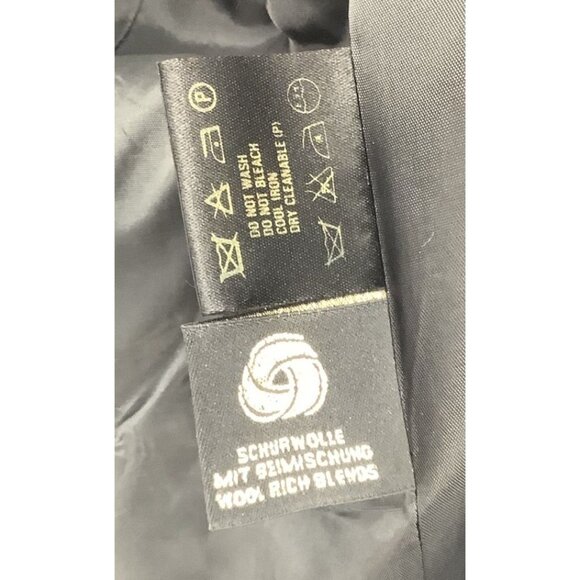 P
DO NOT WASH
DO NOT BLEACH
COOL IRON
DRY CLEANABLE (P)
SCHURWOLLE
MIT BEIMISCHUNG
WOOL RICH BLENDS